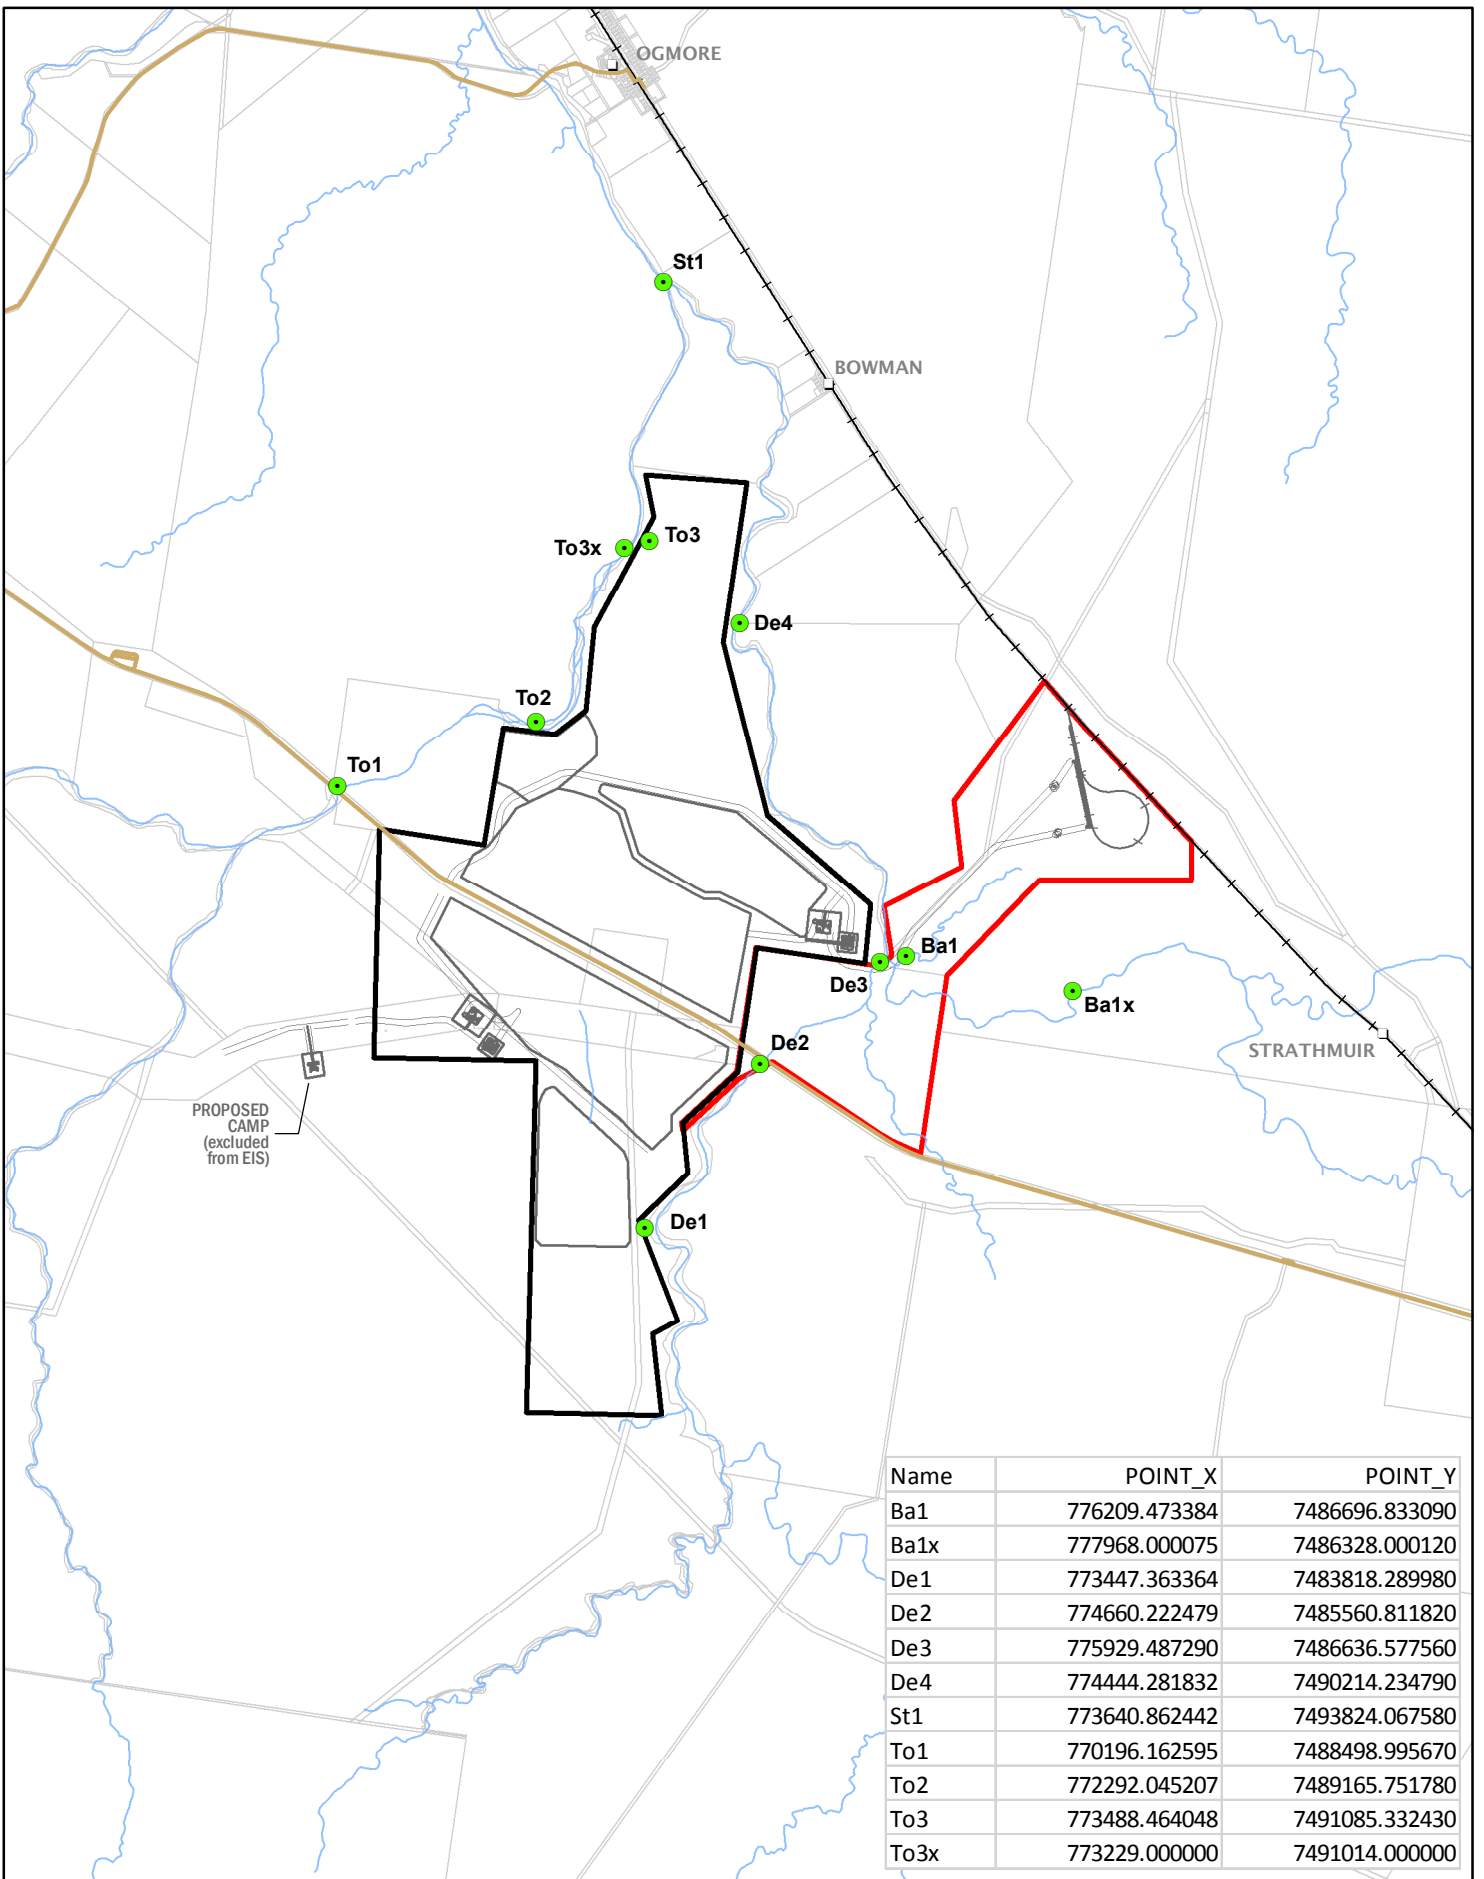 OGMORE
St1
BOWMAN
To3x
To3
De4
To2
To1
Ba1
De3
Ba1x
STRATHMUIR
De2
PROPOSED
CAMP
(excluded
from EIS)
De1
Name POINT_X POINT_Y
Ba1 776209.473384 7486696.833090
Ba1x 777968.000075 7486328.000120
De1 773447.363364 7483818.289980
De2 774660.222479 7485560.811820
De3 775929.487290 7486636.577560
De4 774444.281832 7490214.234790
St1 773640.862442 7493824.067580
To1 770196.162595 7488498.995670
To2 772292.045207 7489165.751780
To3 773488.464048 7491085.332430
To3x 773229.000000 7491014.000000